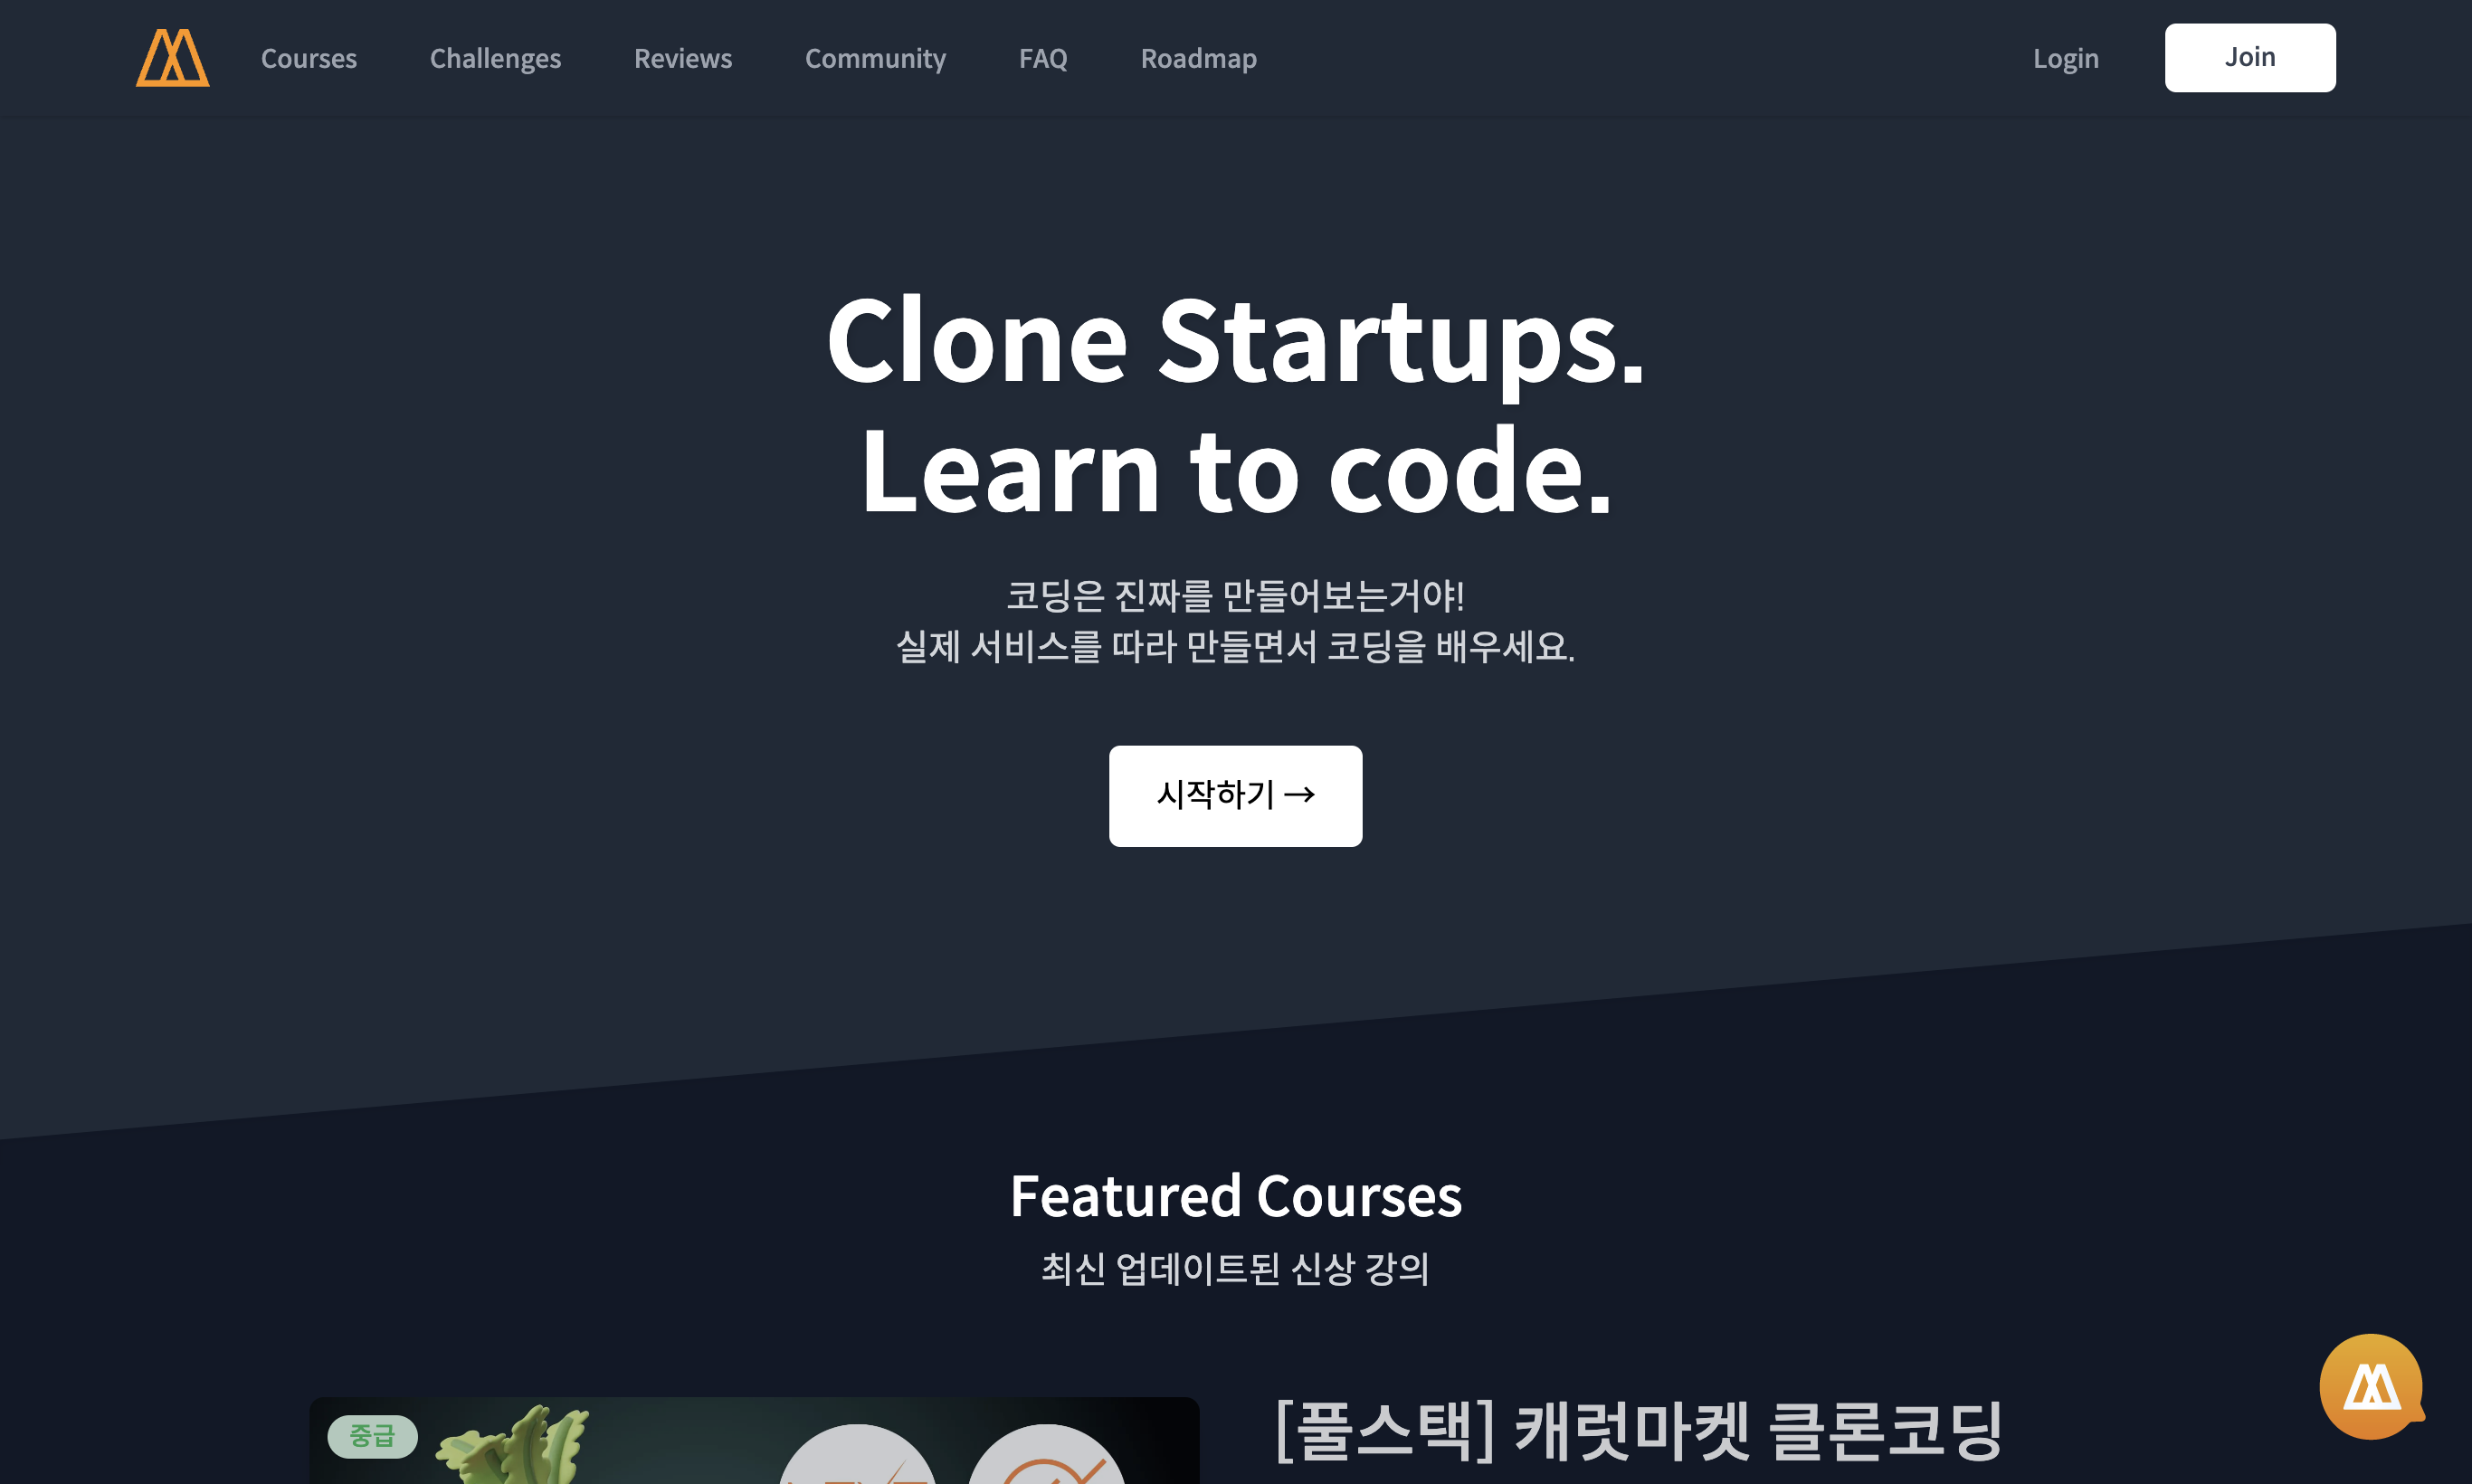 Courses Challenges Reviews Community FAQ Roadmap Login Join
Clone Startups.
Learn to code.
코딩은 진짜를 만들어보는거야!
실제 서비스를 따라 만들면서 코딩을 배우세요.
시작하기 →
Featured Courses
최신 업데이트된 신상 강의
중급
[풀스택] 캐럿마켓 클론코딩